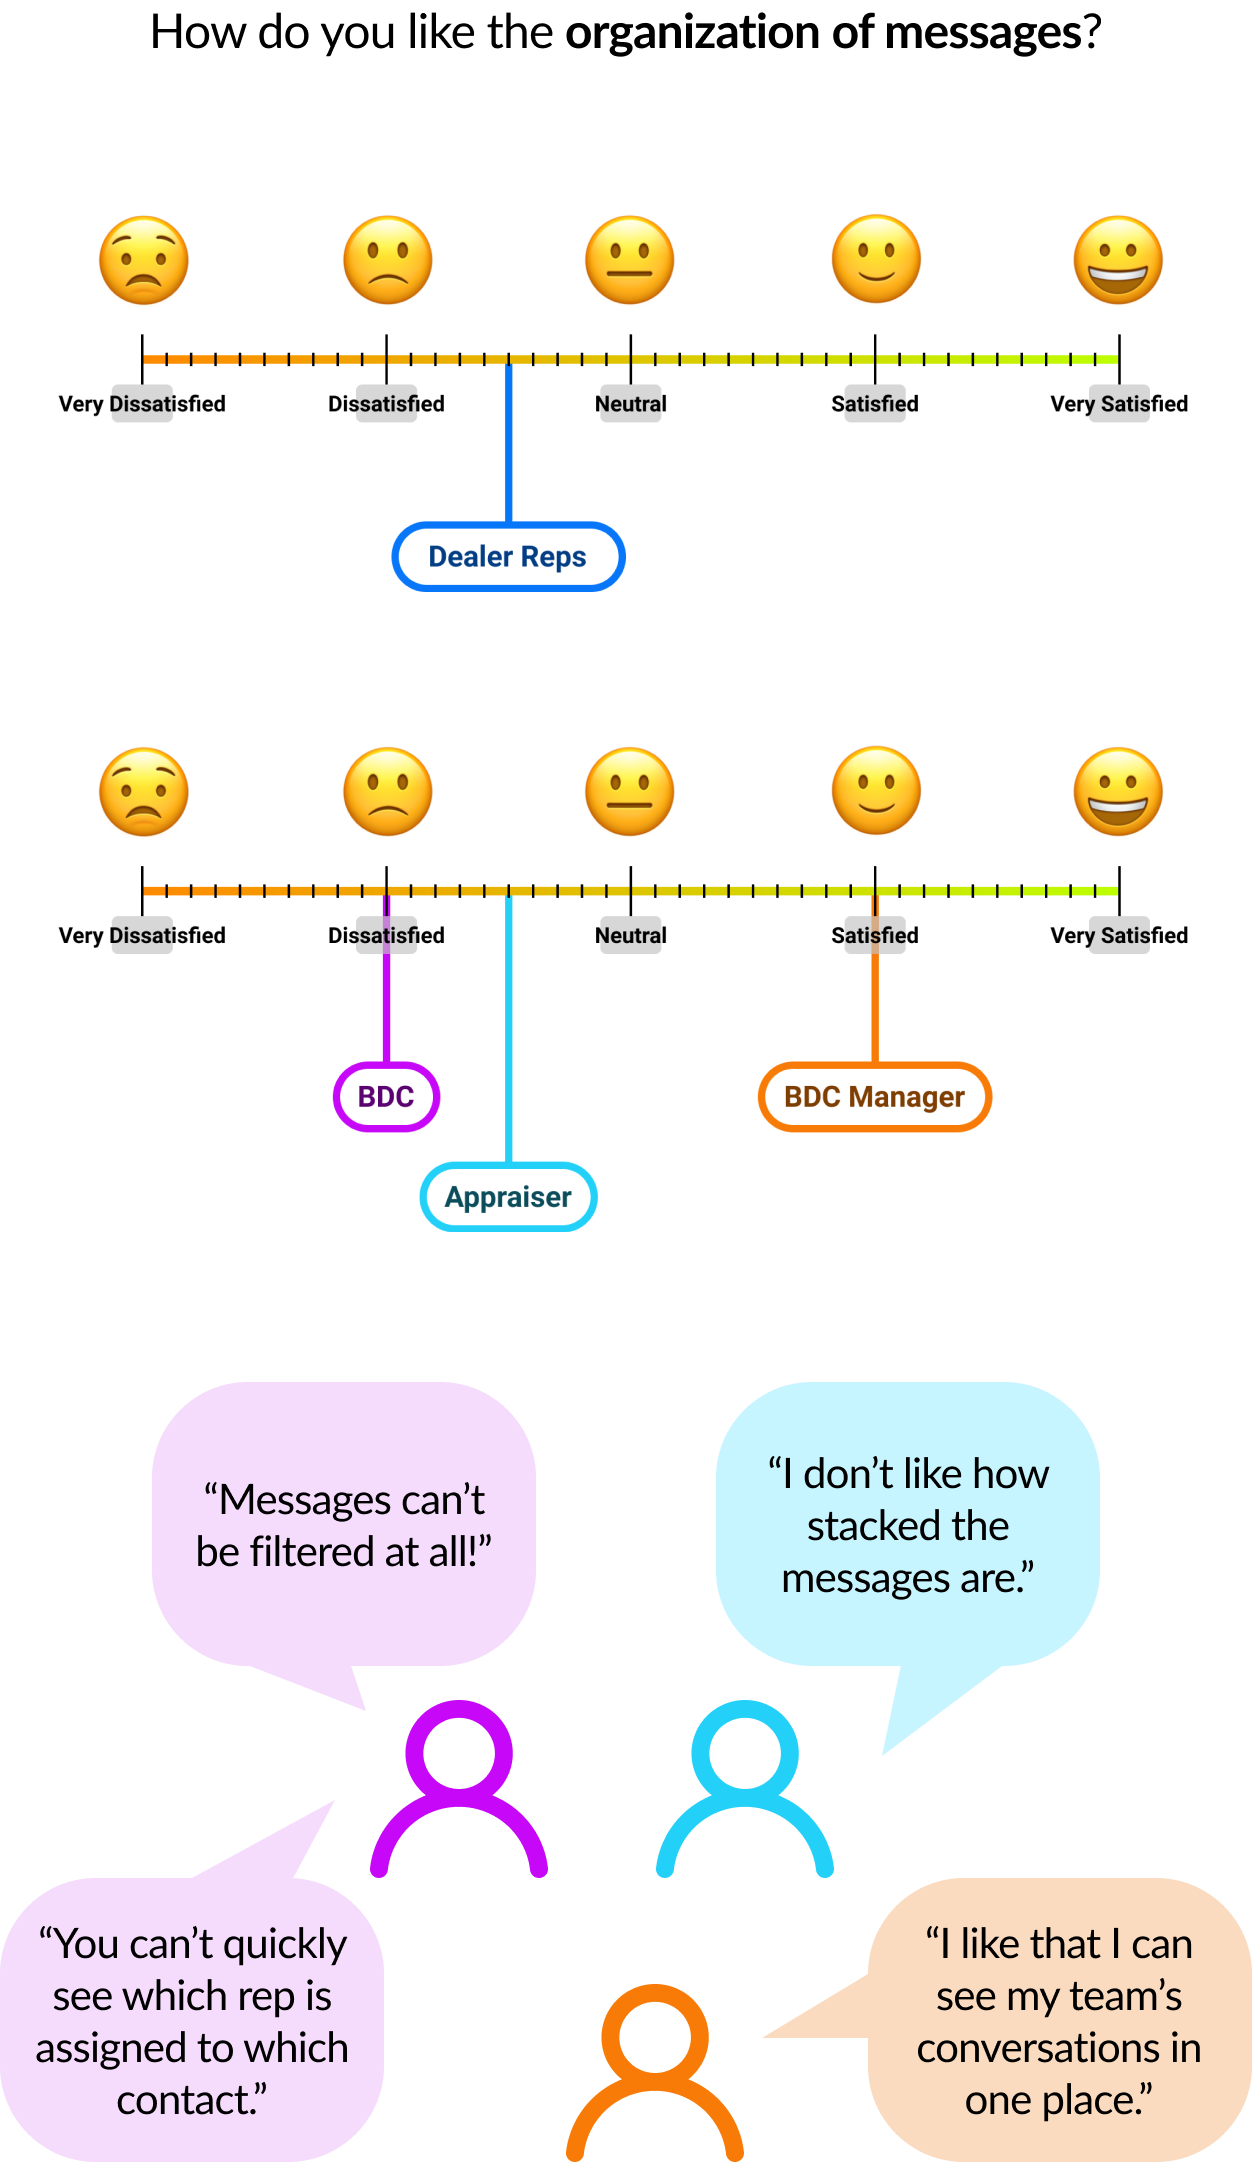 How do you like the organization of messages?
Very Dissatisfied Dissatisfied Neutral Satisfied Very Satisfied
Dealer Reps
Very Dissatisfied Dissatisfied Neutral Satisfied Very Satisfied
BDC
BDC Manager
Appraiser
“Messages can’t
be filtered at all!”
“I don’t like how
stacked the
messages are.”
“You can’t quickly
see which rep is
assigned to which
contact.”
“I like that I can
see my team’s
conversations in
one place.”